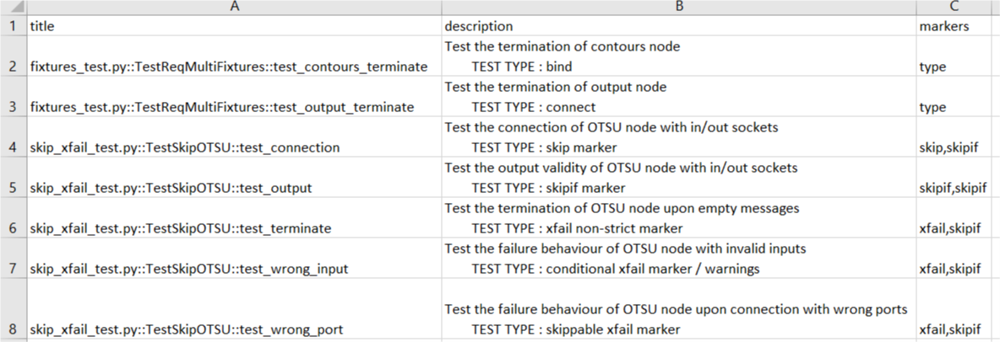 A B C
1 title description markers
Test the termination of contours node
2 fixtures_test.py::TestReqMultiFixtures::test_contours_terminate TEST TYPE : bind type
Test the termination of output node
3 fixtures_test.py::TestReqMultiFixtures::test_output_terminate TEST TYPE : connect type
Test the connection of OTSU node with in/out sockets
4 skip_xfail_test.py::TestSkipOTSU::test_connection TEST TYPE : skip marker skip,skipif
Test the output validity of OTSU node with in/out sockets
5 skip_xfail_test.py::TestSkipOTSU::test_output TEST TYPE : skipif marker skipif,skipif
Test the termination of OTSU node upon empty messages
6 skip_xfail_test.py::TestSkipOTSU::test_terminate TEST TYPE : xfail non-strict marker xfail,skipif
Test the failure behaviour of OTSU node with invalid inputs
7 skip_xfail_test.py::TestSkipOTSU::test_wrong_input TEST TYPE : conditional xfail marker / warnings xfail,skipif
Test the failure behaviour of OTSU node upon connection with wrong ports
8 skip_xfail_test.py::TestSkipOTSU::test_wrong_port TEST TYPE : skippable xfail marker xfail,skipif